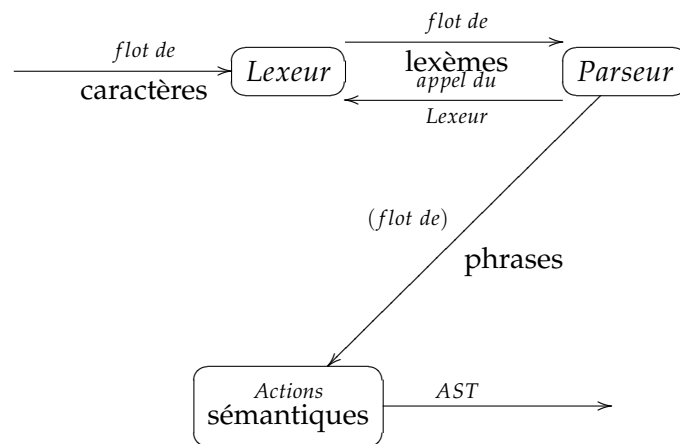 flot de
caractères
Lexeur
flot de
lexèmes
appel du
Lexeur
Parseur
(flot de)
phrases
Actions
sémantiques
AST